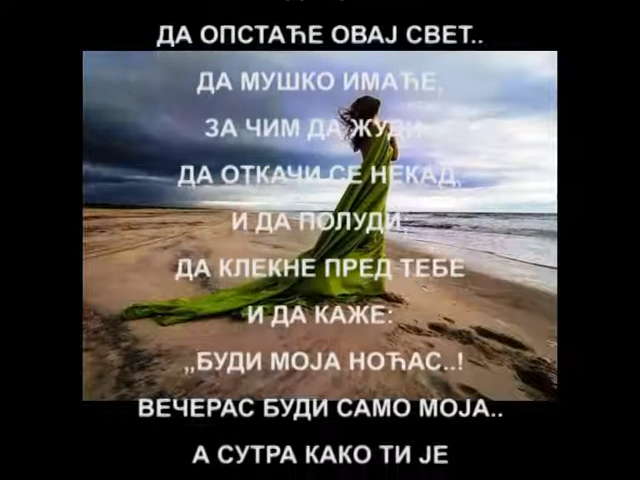 ДА ОПСТАЋЕ ОВАЈ СВЕТ..
ДА МУШКО ИМАЋЕ,
ЗА ЧИМ ДА ЖУДИ
ДА ОТКАЧИ СЕ НЕКАД,
И ДА ПОЛУДИ;
ДА КЛЕКНЕ ПРЕД ТЕБЕ
И ДА КАЖЕ:
„БУДИ МОЈА НОЋАС..!
ВЕЧЕРАС БУДИ САМО МОЈА..
А СУТРА КАКО ТИ ЈЕ